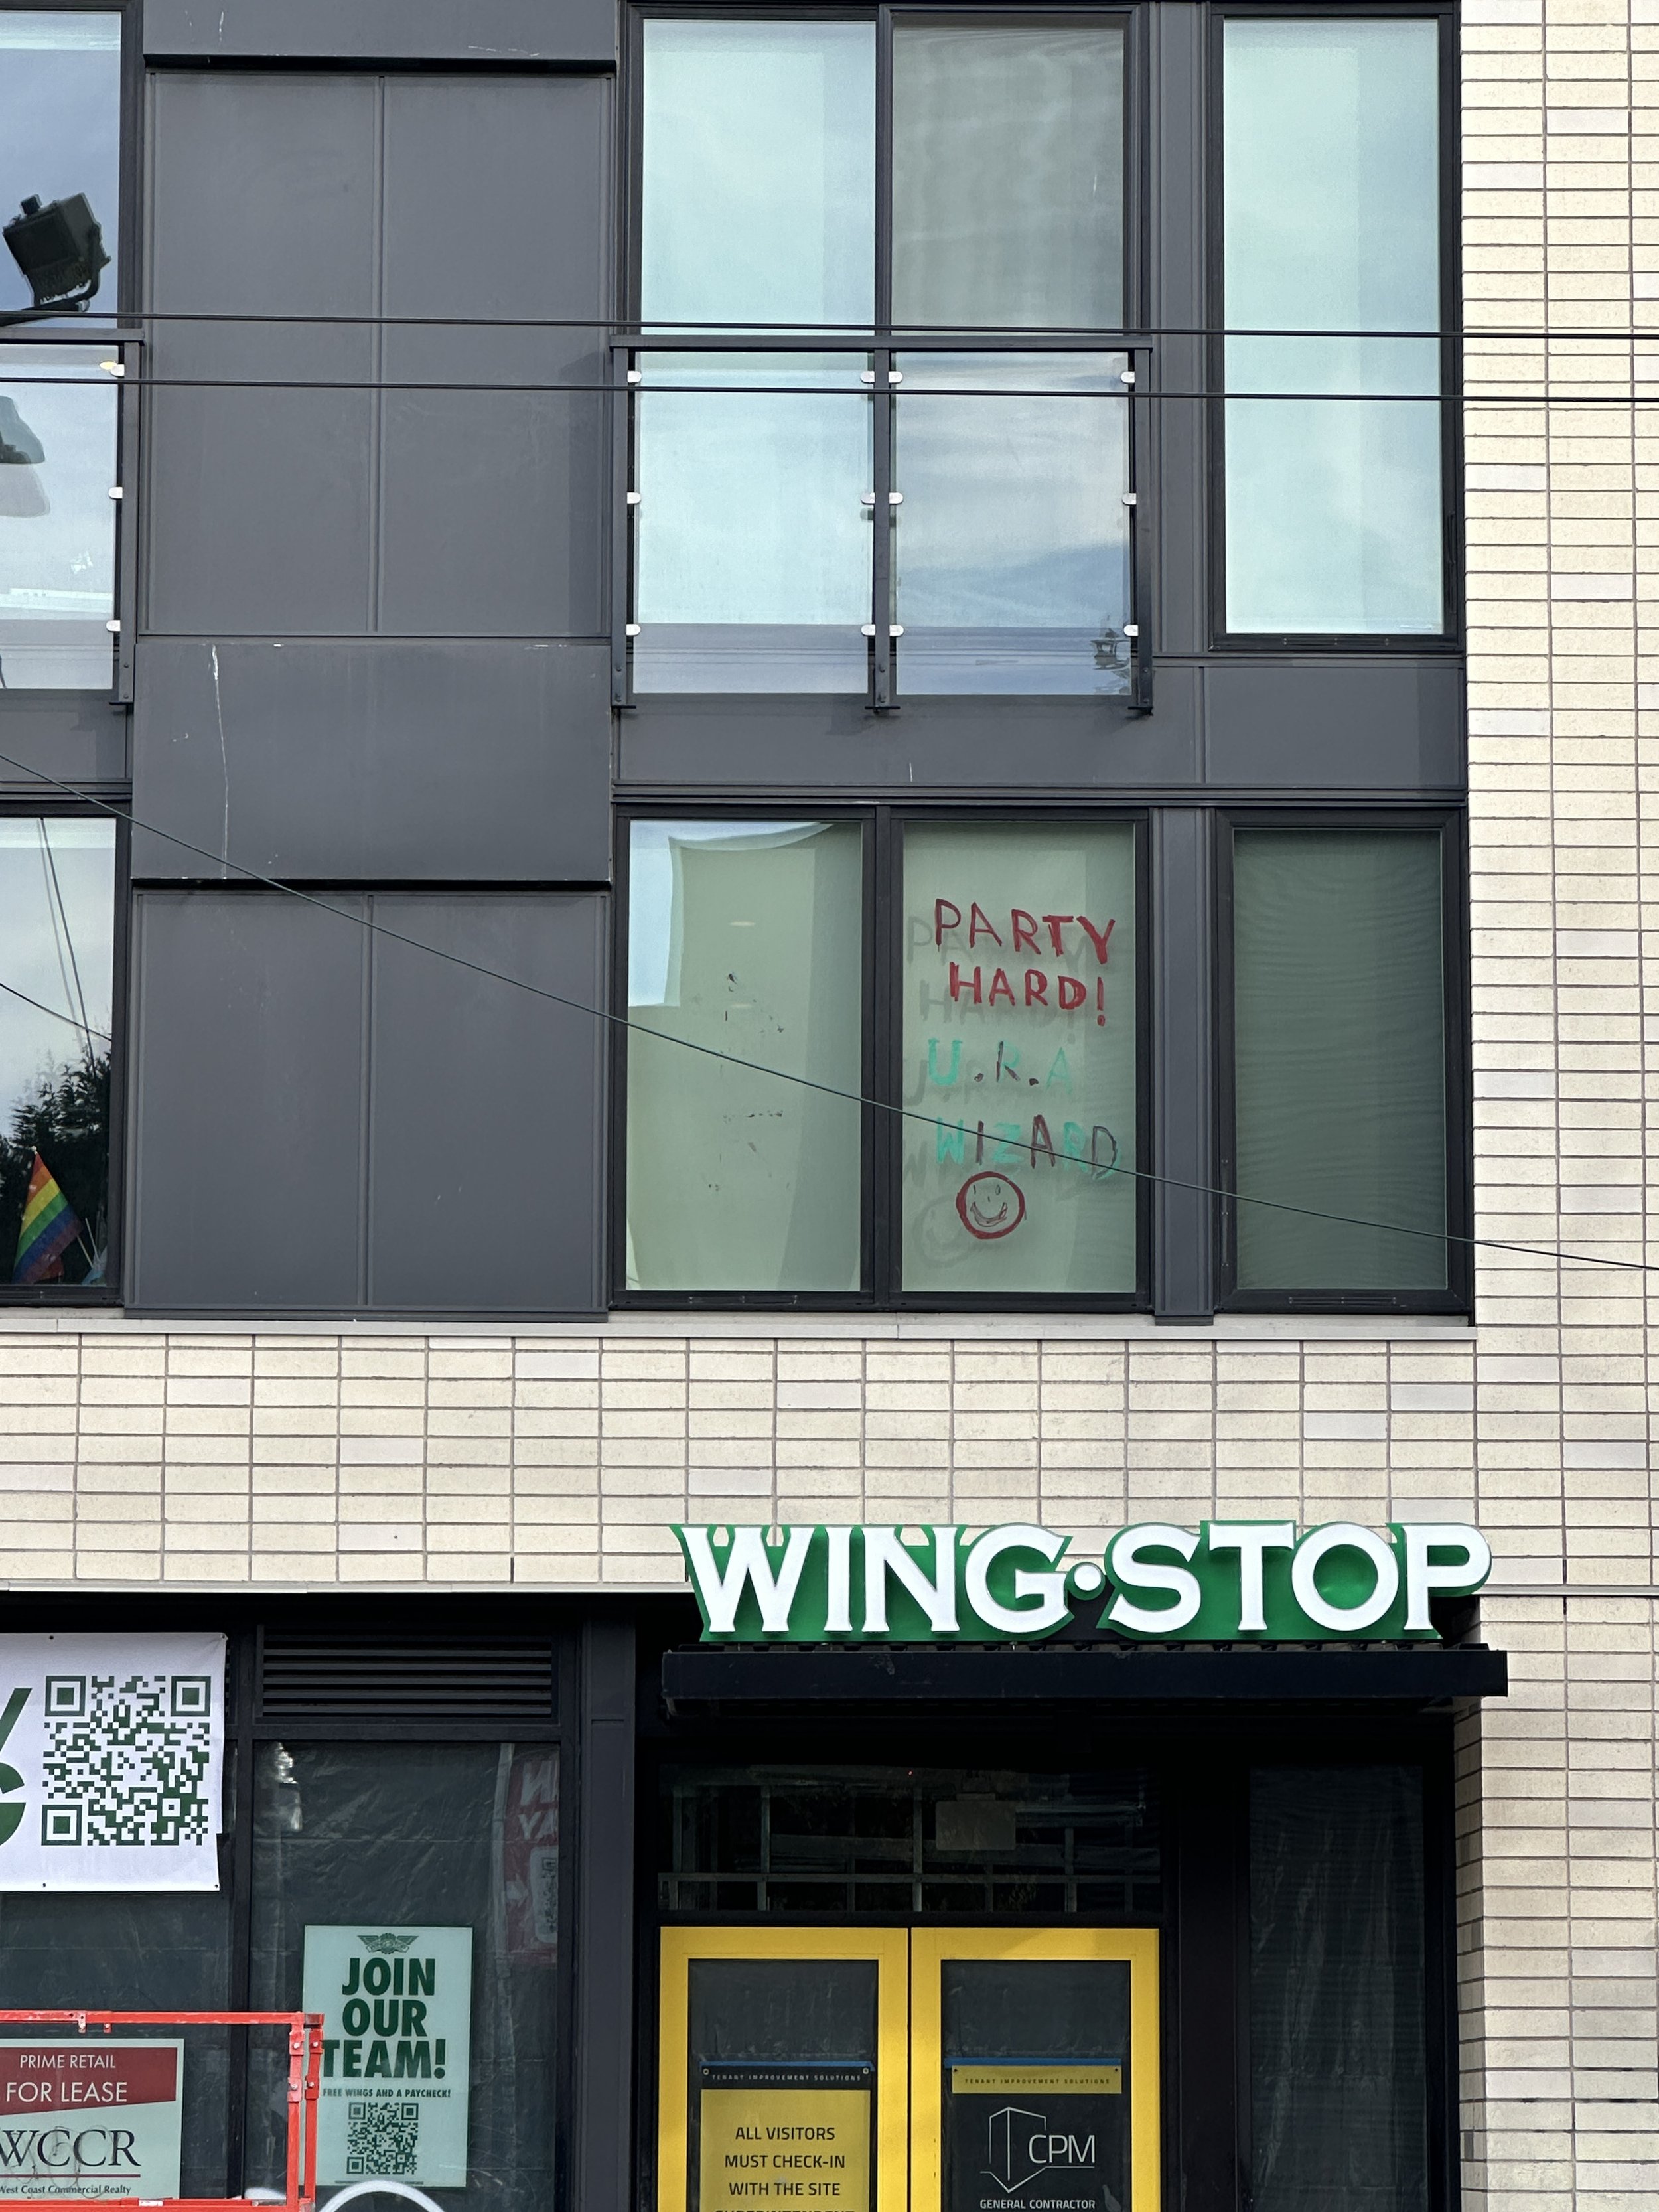 PARTY
HARD!
U.R.A
WIZARD
WING•STOP
JOIN
OUR
TEAM!
FREE WINGS AND A PAYCHECK!
PRIME RETAIL
FOR LEASE
WCCR
West Coast Commercial Realty
TENANT IMPROVEMENT SOLUTIONS
ALL VISITORS
MUST CHECK-IN
WITH THE SITE
SUPERINTENDENT
TENANT IMPROVEMENT SOLUTIONS
CPM
GENERAL CONTRACTOR